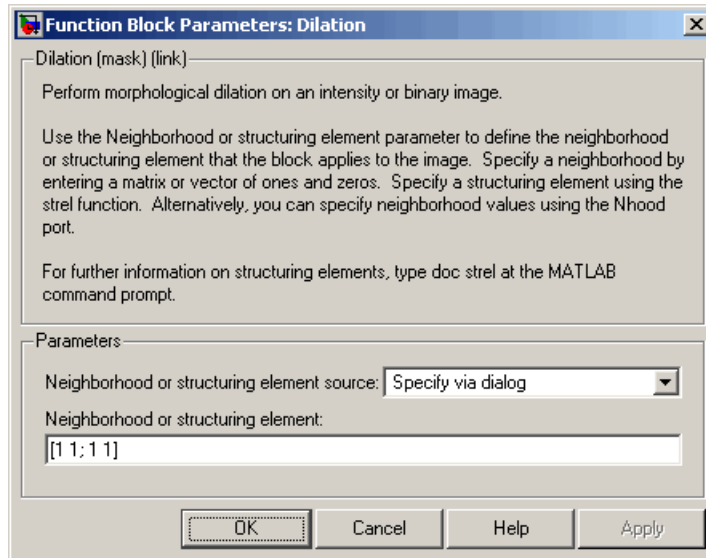 Function Block Parameters: Dilation
Dilation (mask) (link)
Perform morphological dilation on an intensity or binary image.
Use the Neighborhood or structuring element parameter to define the neighborhood
or structuring element that the block applies to the image.  Specify a neighborhood by
entering a matrix or vector of ones and zeros.  Specify a structuring element using the
strel function.  Alternatively, you can specify neighborhood values using the Nhood
port.
For further information on structuring elements, type doc strel at the MATLAB
command prompt.
Parameters
Neighborhood or structuring element source: Specify via dialog
Neighborhood or structuring element:
[1 1; 1 1]
OK Cancel Help Apply